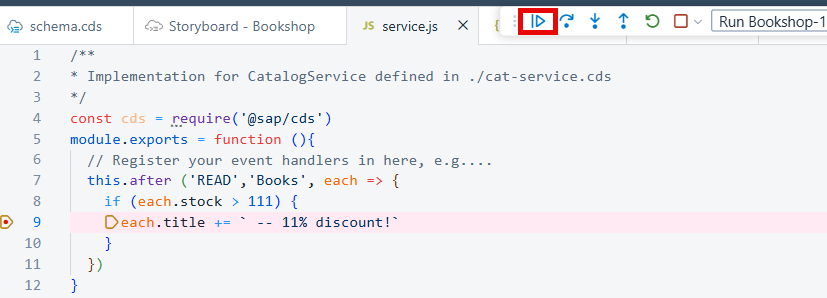 schema.cds
Storyboard - Bookshop
JS service.js
{
Run Bookshop-1
1 /**
2 * Implementation for CatalogService defined in ./cat-service.cds
3 */
4 const cds = require('@sap/cds')
5 module.exports = function (){
6 // Register your event handlers in here, e.g....
7 this.after ('READ','Books', each => {
8 if (each.stock > 111) {
9 each.title += ` -- 11% discount!`
10 }
11 })
12 }